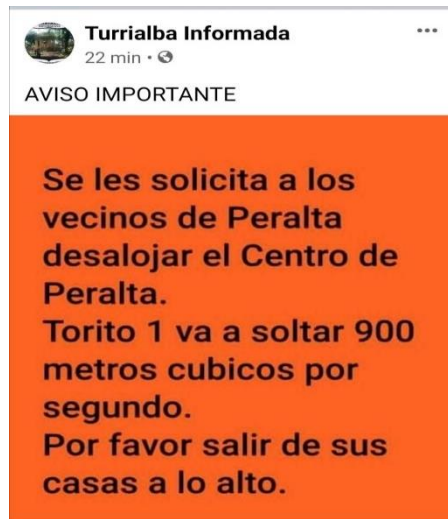 Turrialba Informada
22 min •
AVISO IMPORTANTE
Se les solicita a los
vecinos de Peralta
desalojar el Centro de
Peralta.
Torito 1 va a soltar 900
metros cubicos por
segundo.
Por favor salir de sus
casas a lo alto.